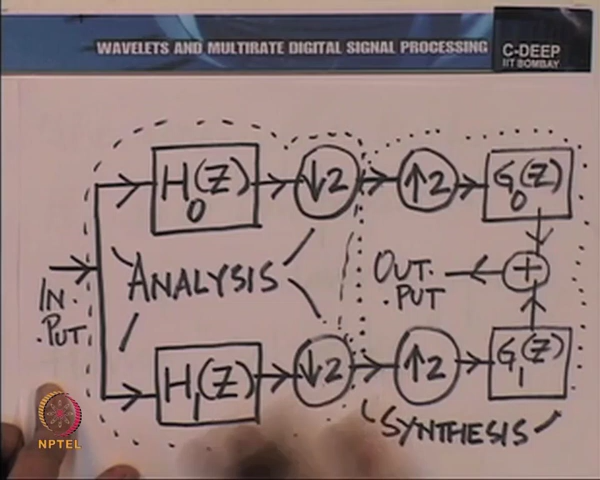 WAVELETS AND MULTIRATE DIGITAL SIGNAL PROCESSING
C-DEEP
IIT BOMBAY
H0(Z) ↓2 ↑2 G0(Z)
ANALYSIS
OUT.
.PUT
+
IN.
.PUT
H1(Z) ↓2 ↑2 G1(Z)
SYNTHESIS
NPTEL